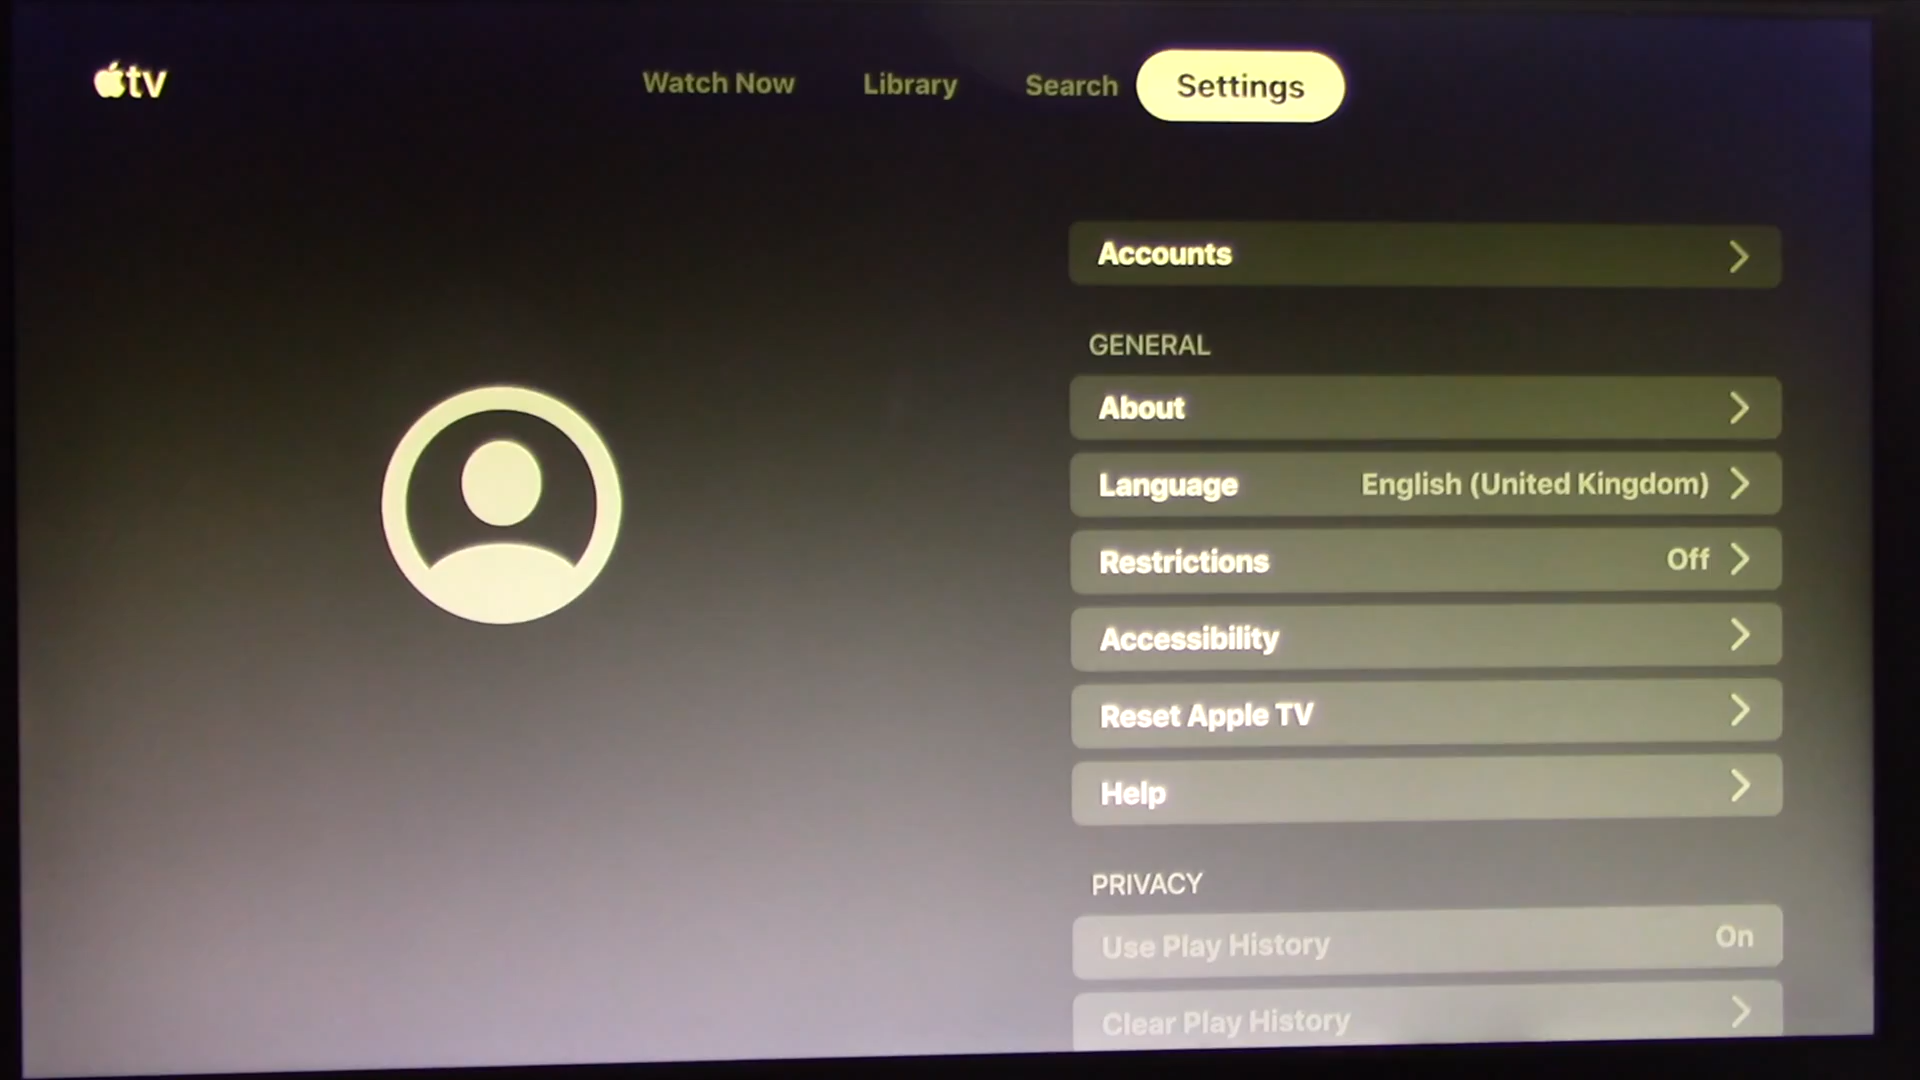 tv
Watch Now Library Search Settings
Accounts
GENERAL
About
Language English (United Kingdom)
Restrictions Off
Accessibility
Reset Apple TV
Help
PRIVACY
Use Play History On
Clear Play History